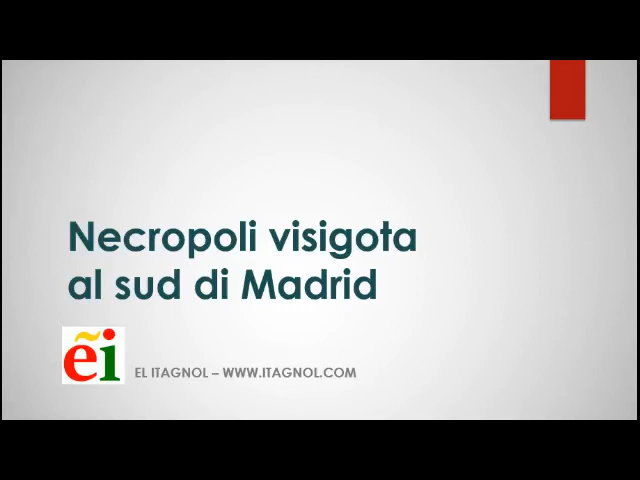 Necropoli visigota
al sud di Madrid
ẽi
EL ITAGNOL – WWW.ITAGNOL.COM